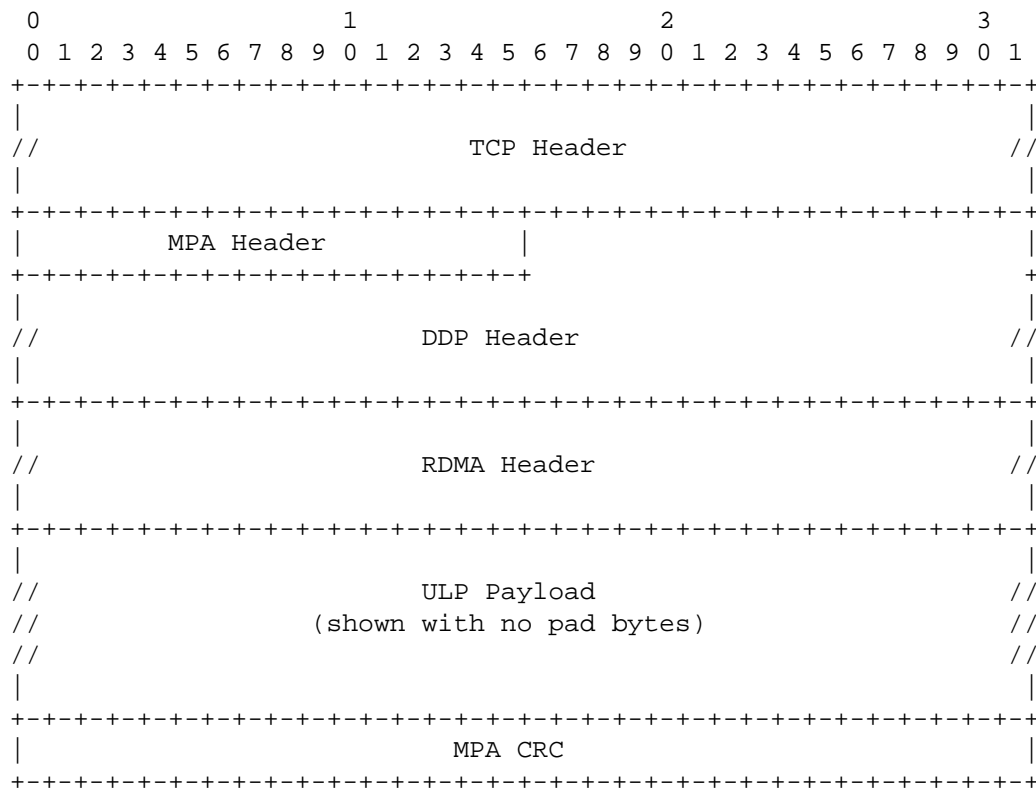 0                   1                   2                   3
 0 1 2 3 4 5 6 7 8 9 0 1 2 3 4 5 6 7 8 9 0 1 2 3 4 5 6 7 8 9 0 1
+-+-+-+-+-+-+-+-+-+-+-+-+-+-+-+-+-+-+-+-+-+-+-+-+-+-+-+-+-+-+-+-+
|                                                               |
//                           TCP Header                        //
|                                                               |
+-+-+-+-+-+-+-+-+-+-+-+-+-+-+-+-+-+-+-+-+-+-+-+-+-+-+-+-+-+-+-+-+
|         MPA Header            |                               |
+-+-+-+-+-+-+-+-+-+-+-+-+-+-+-+-+                               +
|                                                               |
//                        DDP Header                           //
|                                                               |
+-+-+-+-+-+-+-+-+-+-+-+-+-+-+-+-+-+-+-+-+-+-+-+-+-+-+-+-+-+-+-+-+
|                                                               |
//                        RDMA Header                          //
|                                                               |
+-+-+-+-+-+-+-+-+-+-+-+-+-+-+-+-+-+-+-+-+-+-+-+-+-+-+-+-+-+-+-+-+
|                                                               |
//                        ULP Payload                          //
//                 (shown with no pad bytes)                   //
//                                                             //
|                                                               |
+-+-+-+-+-+-+-+-+-+-+-+-+-+-+-+-+-+-+-+-+-+-+-+-+-+-+-+-+-+-+-+-+
|                           MPA CRC                             |
+-+-+-+-+-+-+-+-+-+-+-+-+-+-+-+-+-+-+-+-+-+-+-+-+-+-+-+-+-+-+-+-+